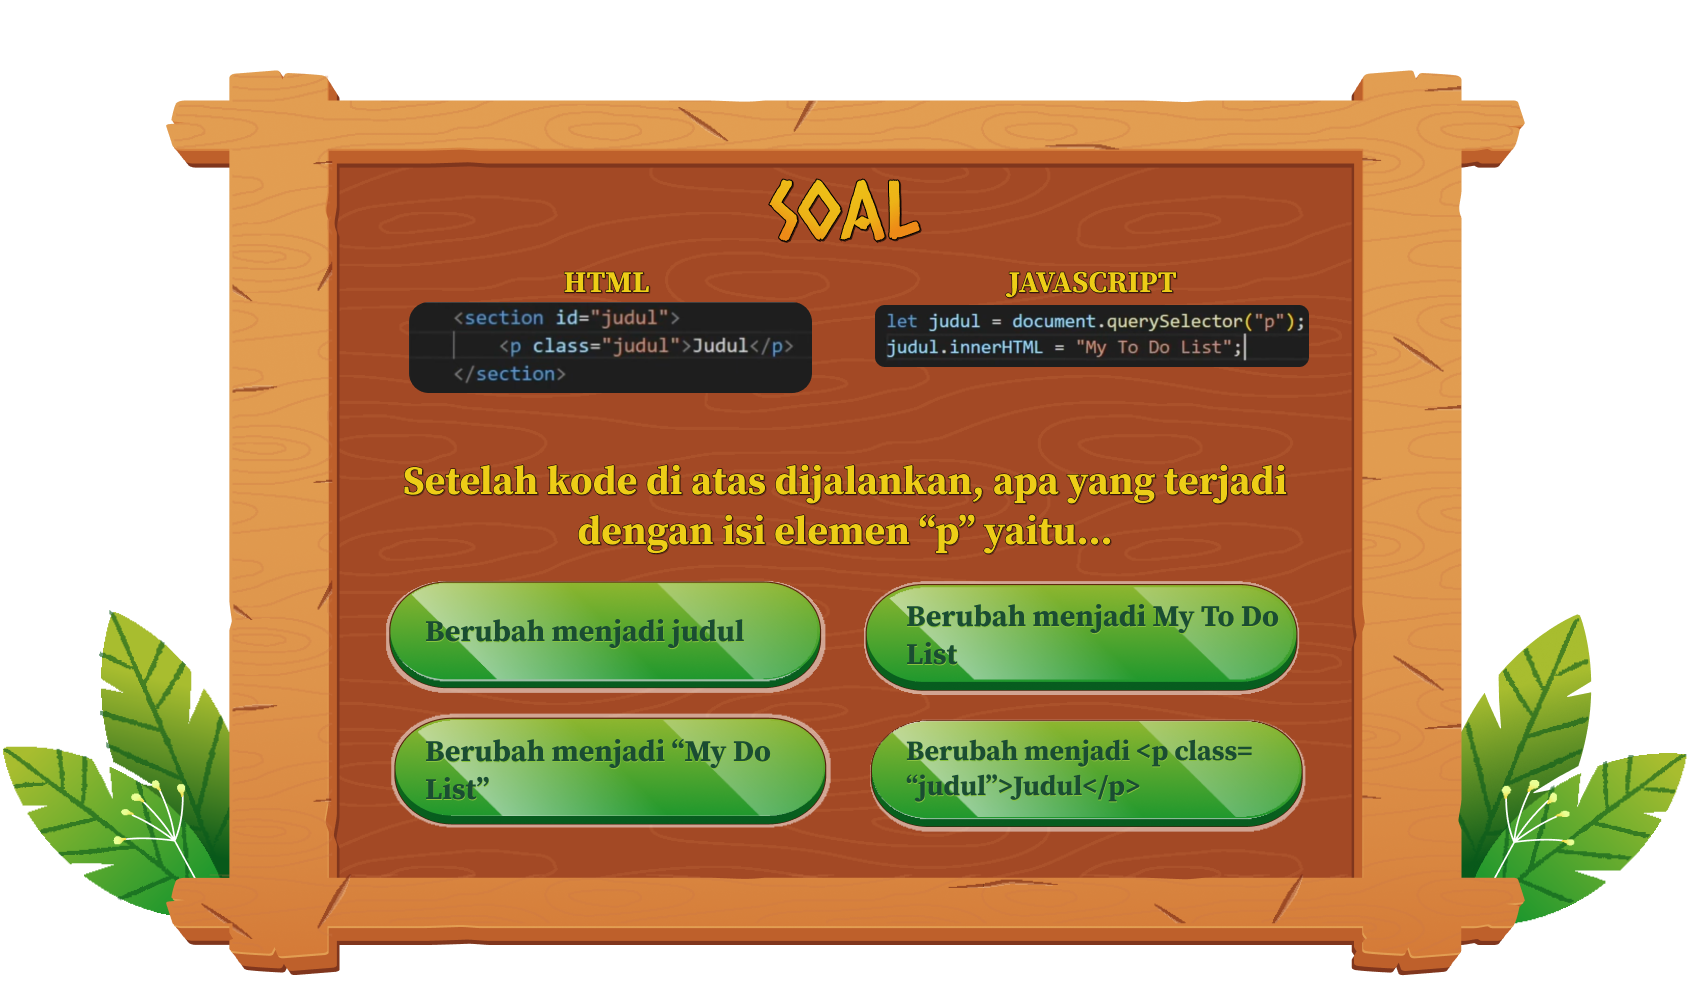 SOAL
HTML
<section id="judul">
<p class="judul">Judul</p>
</section>
JAVASCRIPT
let judul = document.querySelector("p");
judul.innerHTML = "My To Do List";
Setelah kode di atas dijalankan, apa yang terjadi
dengan isi elemen “p” yaitu...
Berubah menjadi judul
Berubah menjadi My To Do
List
Berubah menjadi “My Do
List”
Berubah menjadi <p class=
“judul”>Judul</p>